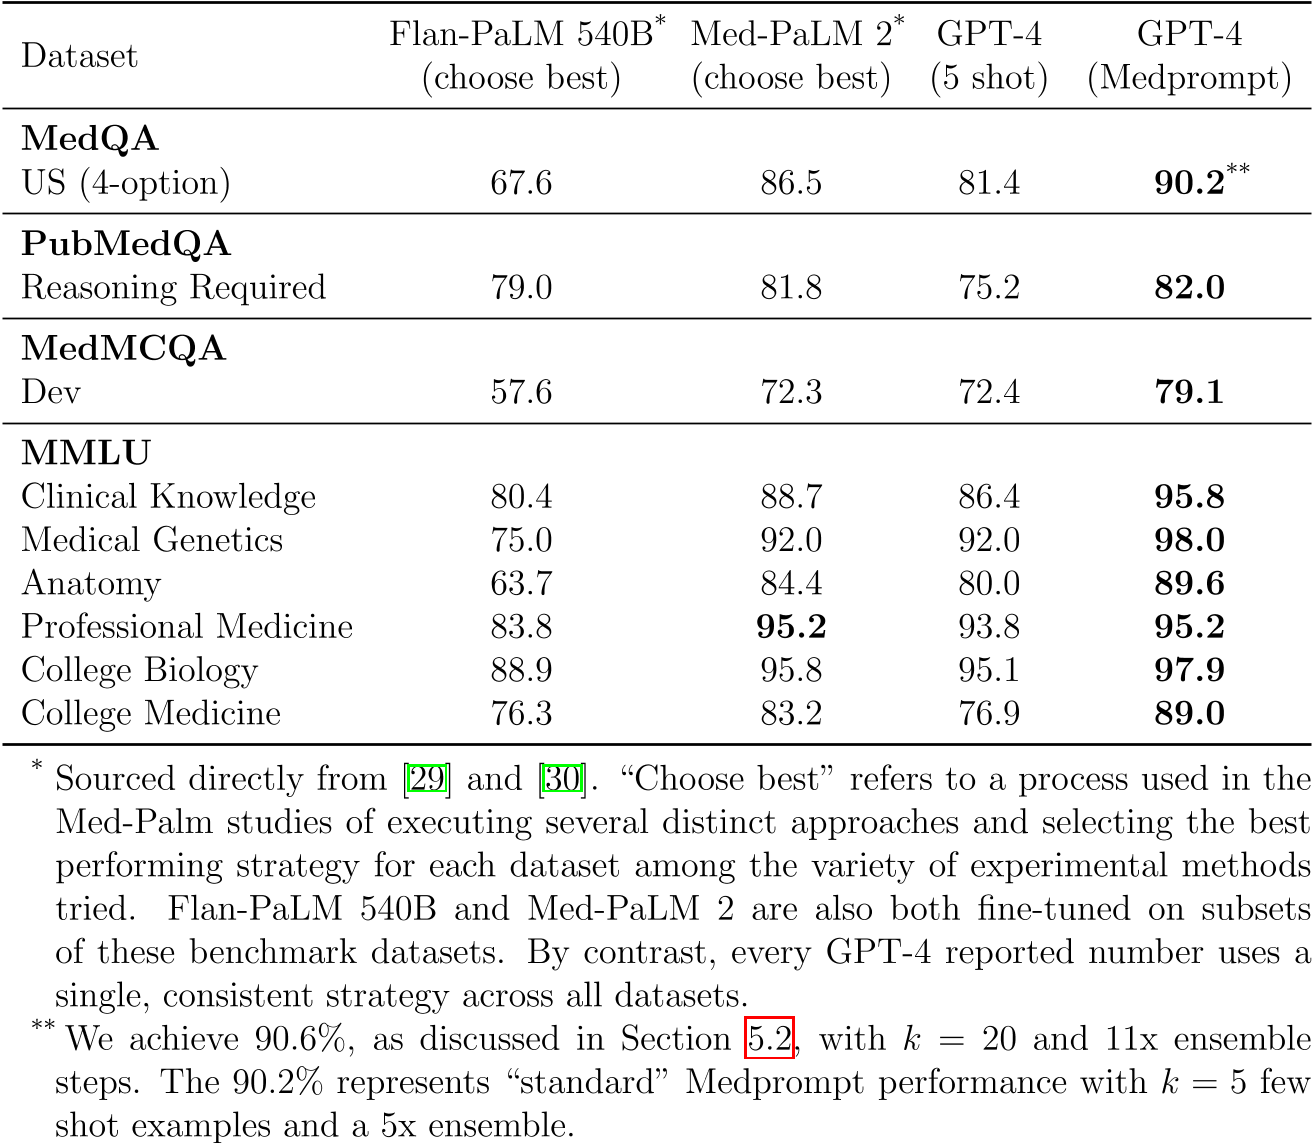 Dataset Flan-PaLM 540B* Med-PaLM 2* GPT-4 GPT-4
(choose best) (choose best) (5 shot) (Medprompt)
MedQA
US (4-option) 67.6 86.5 81.4 90.2**
PubMedQA
Reasoning Required 79.0 81.8 75.2 82.0
MedMCQA
Dev 57.6 72.3 72.4 79.1
MMLU
Clinical Knowledge 80.4 88.7 86.4 95.8
Medical Genetics 75.0 92.0 92.0 98.0
Anatomy 63.7 84.4 80.0 89.6
Professional Medicine 83.8 95.2 93.8 95.2
College Biology 88.9 95.8 95.1 97.9
College Medicine 76.3 83.2 76.9 89.0
* Sourced directly from [29] and [30]. “Choose best” refers to a process used in the
Med-Palm studies of executing several distinct approaches and selecting the best
performing strategy for each dataset among the variety of experimental methods
tried. Flan-PaLM 540B and Med-PaLM 2 are also both fine-tuned on subsets
of these benchmark datasets. By contrast, every GPT-4 reported number uses a
single, consistent strategy across all datasets.
** We achieve 90.6%, as discussed in Section 5.2, with k = 20 and 11x ensemble
steps. The 90.2% represents “standard” Medprompt performance with k = 5 few
shot examples and a 5x ensemble.